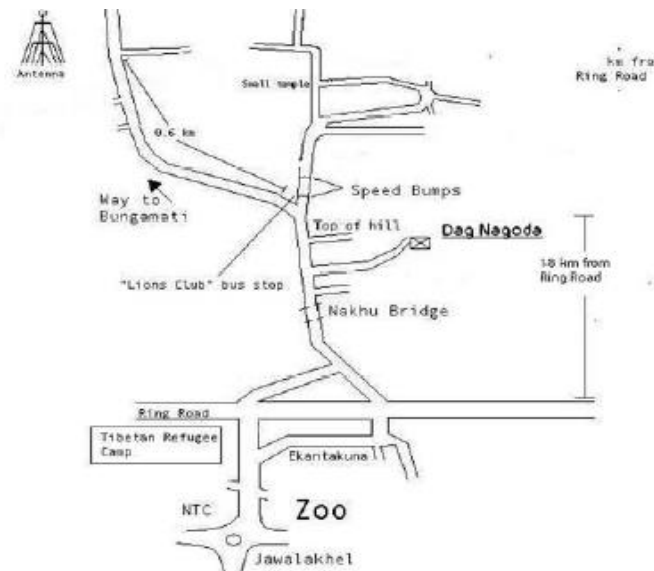 Antenna
km fro
Ring Road
Small temple
0.6 km
Way to
Bungamati
Speed Bumps
Top of hill
Dag Nagoda
18 km from
Ring Road
"Lions Club" bus stop
Nakhu Bridge
Ring Road
Tibetan Refugee
Camp
Ekantakuna
NTC
Zoo
Jawalakhel